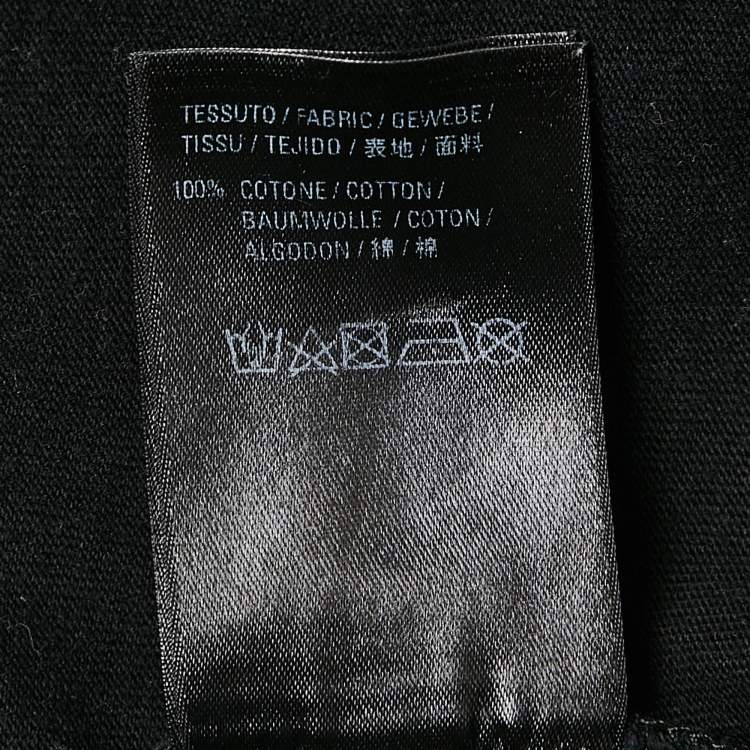 TESSUTO / FABRIC / GEWEBE /
TISSU / TEJIDO / 表地 / 面料
100% COTONE / COTTON /
BAUMWOLLE / COTON /
ALGODON / 綿 / 棉